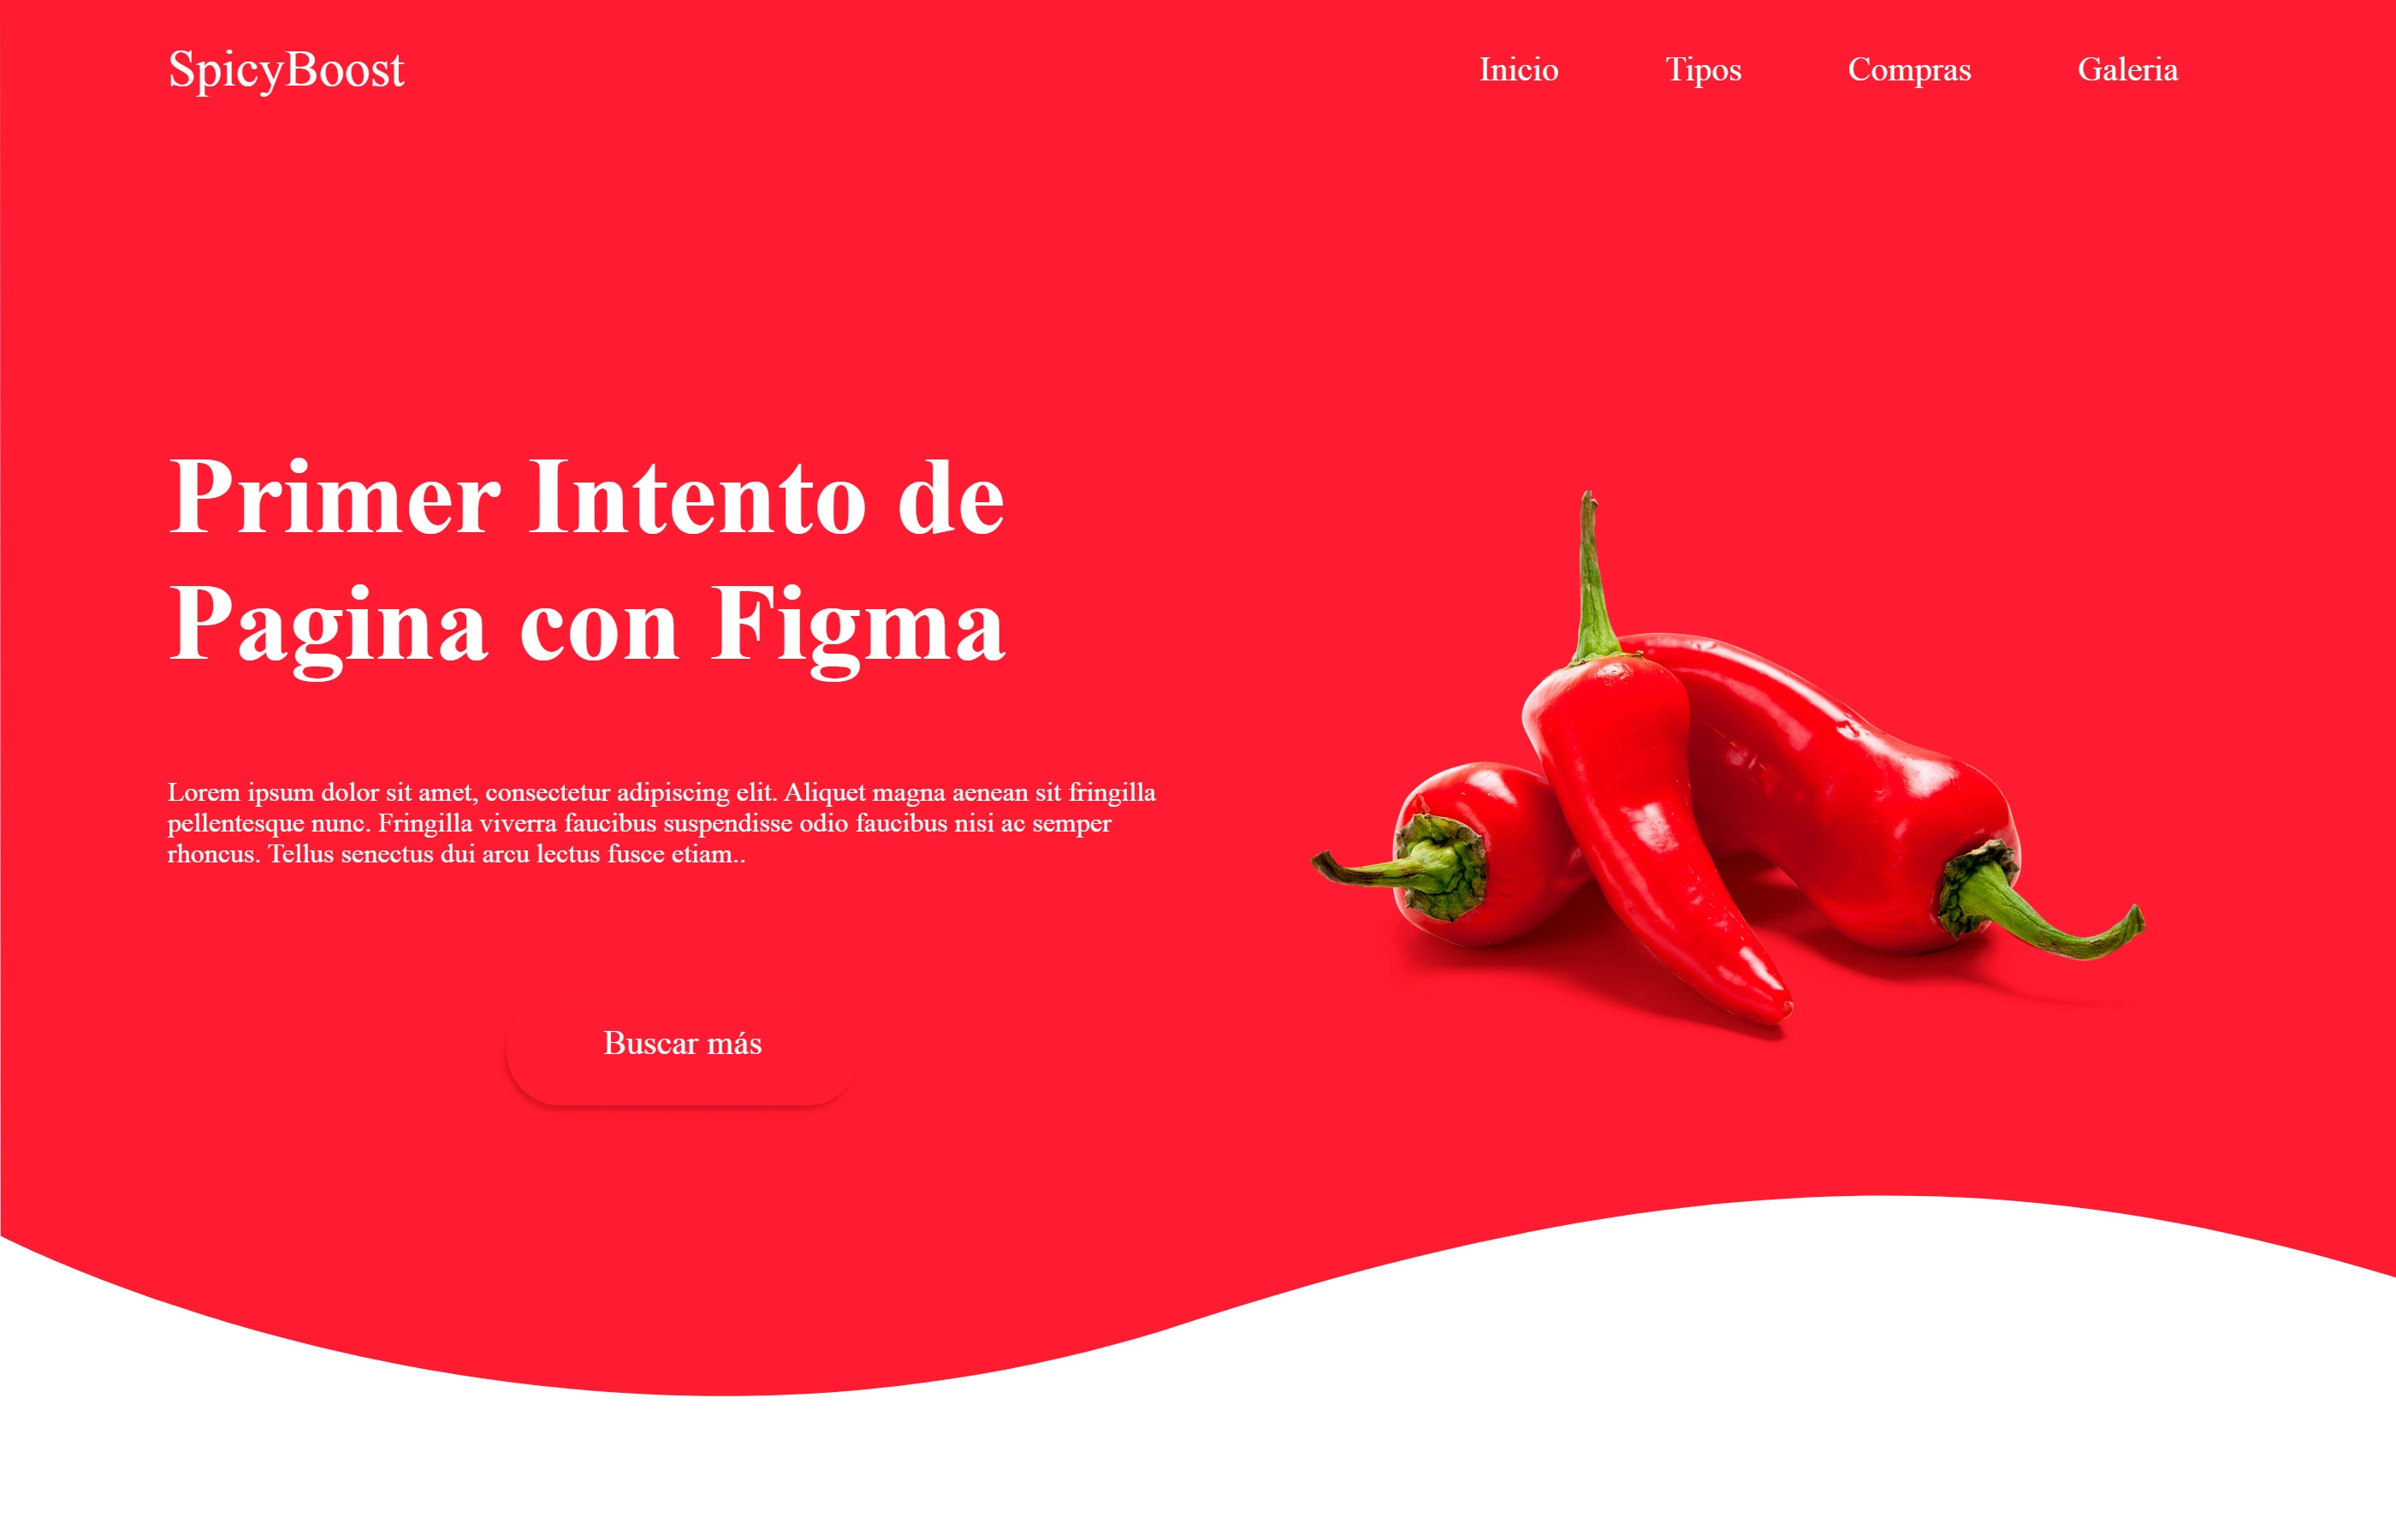 SpicyBoost
Inicio
Tipos
Compras
Galeria
Primer Intento de
Pagina con Figma
Lorem ipsum dolor sit amet, consectetur adipiscing elit. Aliquet magna aenean sit fringilla
pellentesque nunc. Fringilla viverra faucibus suspendisse odio faucibus nisi ac semper
rhoncus. Tellus senectus dui arcu lectus fusce etiam..
Buscar más